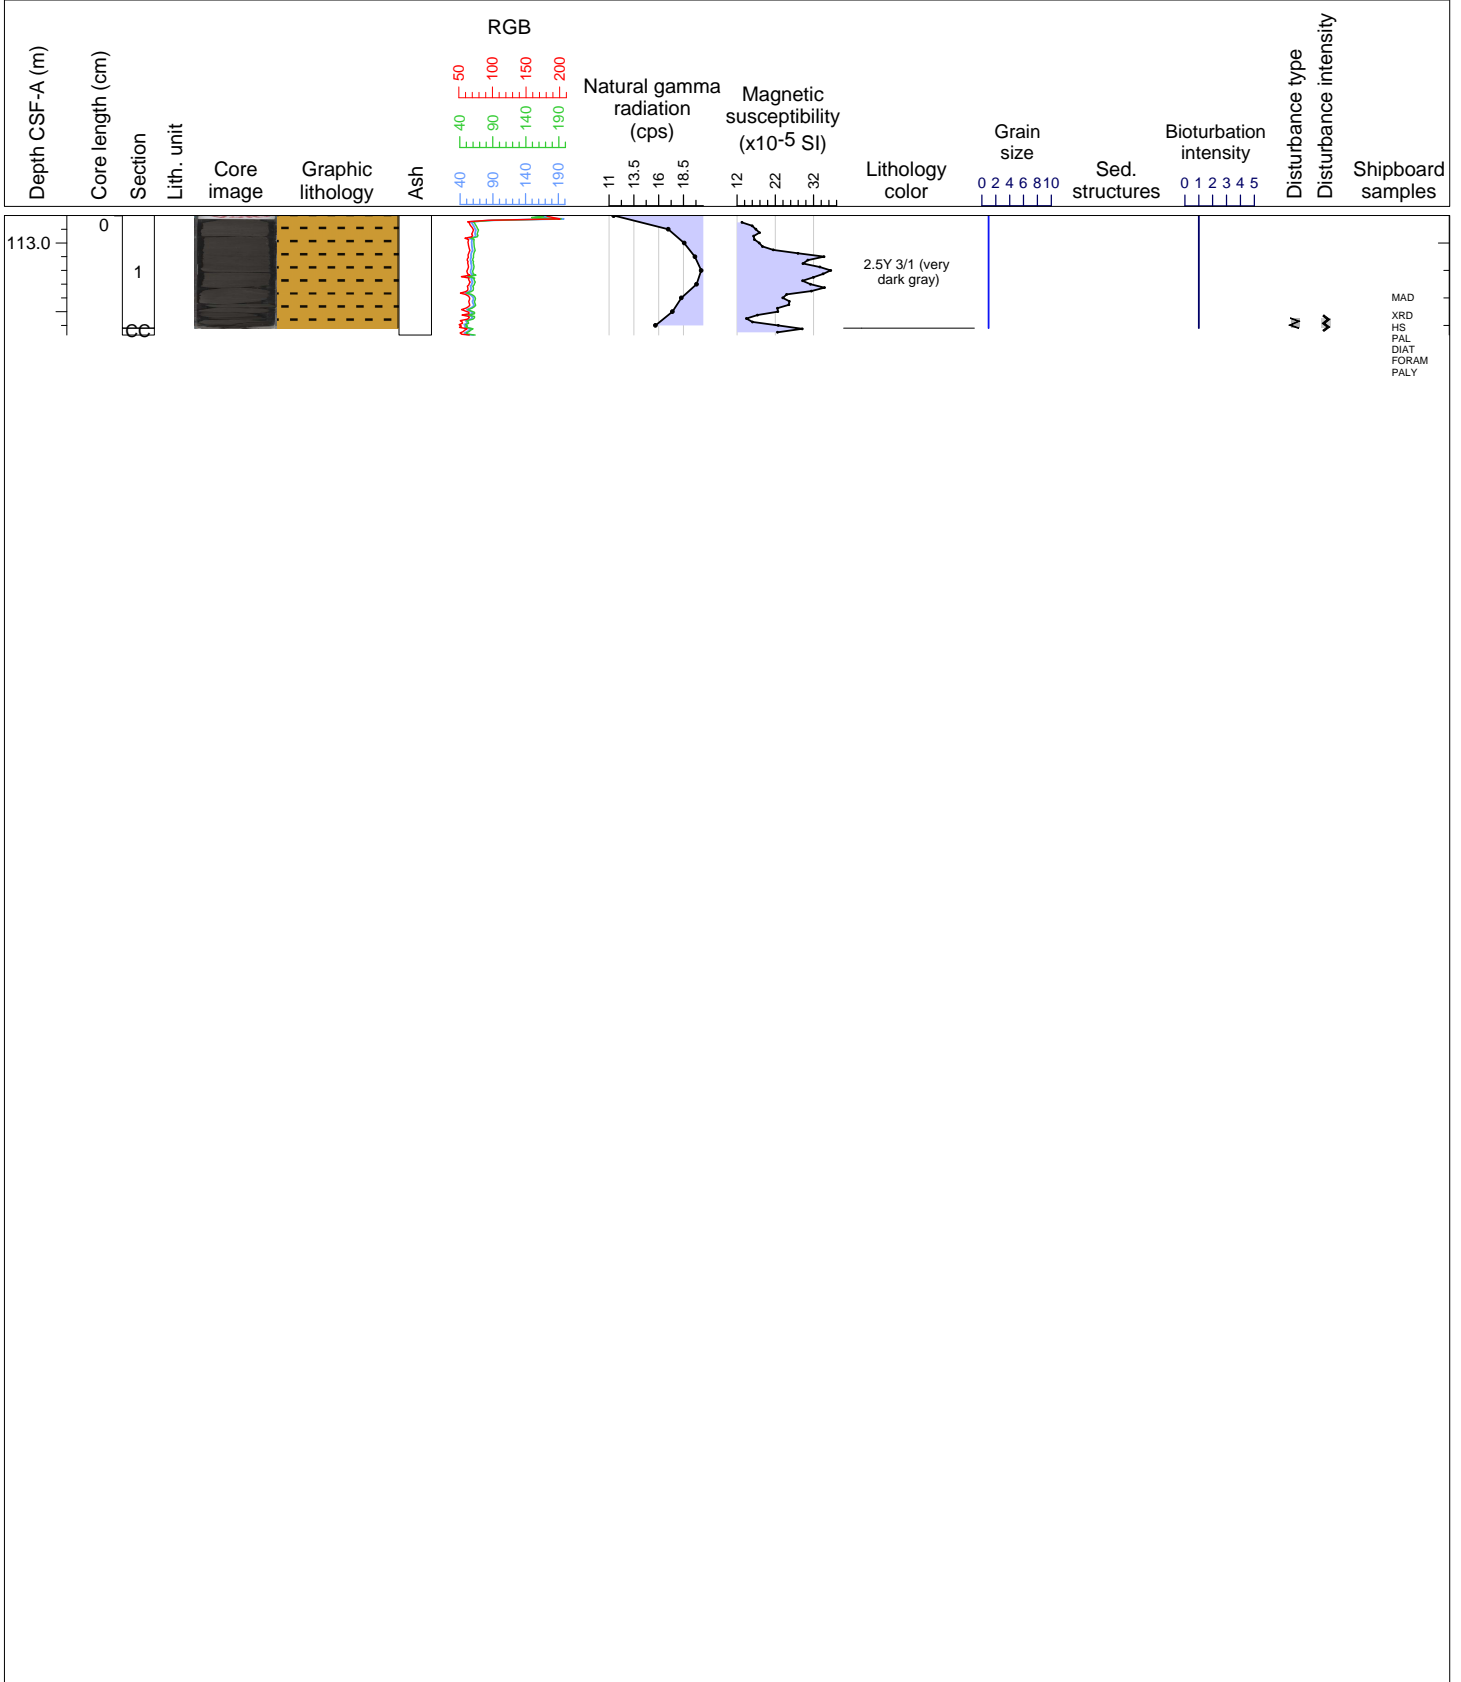 Depth CSF-A (m)
Core length (cm)
Section
Lith. unit
Core
image
Graphic
lithology
Ash
RGB
50 100 150 200
40 90 140 190
40 90 140 190
Natural gamma
radiation
(cps)
11 13.5 16 18.5
Magnetic
susceptibility
(x10-5 SI)
12 22 32
Lithology
color
Grain
size
0 2 4 6 8 10
Sed.
structures
Bioturbation
intensity
0 1 2 3 4 5
Disturbance type
Disturbance intensity
Shipboard
samples
113.0
0
1
CC
2.5Y 3/1 (very
dark gray)
MAD
XRD
HS
PAL
DIAT
FORAM
PALY